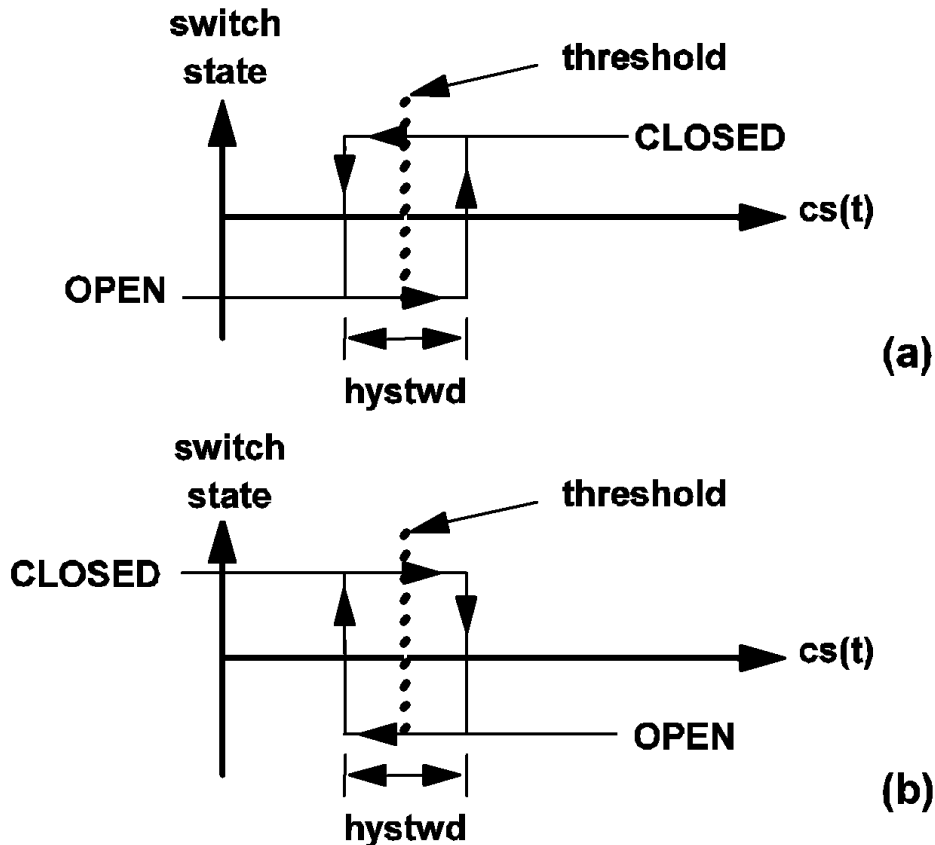 switch
state
threshold
CLOSED
cs(t)
OPEN
hystwd
(a)
switch
state
threshold
CLOSED
cs(t)
OPEN
hystwd
(b)